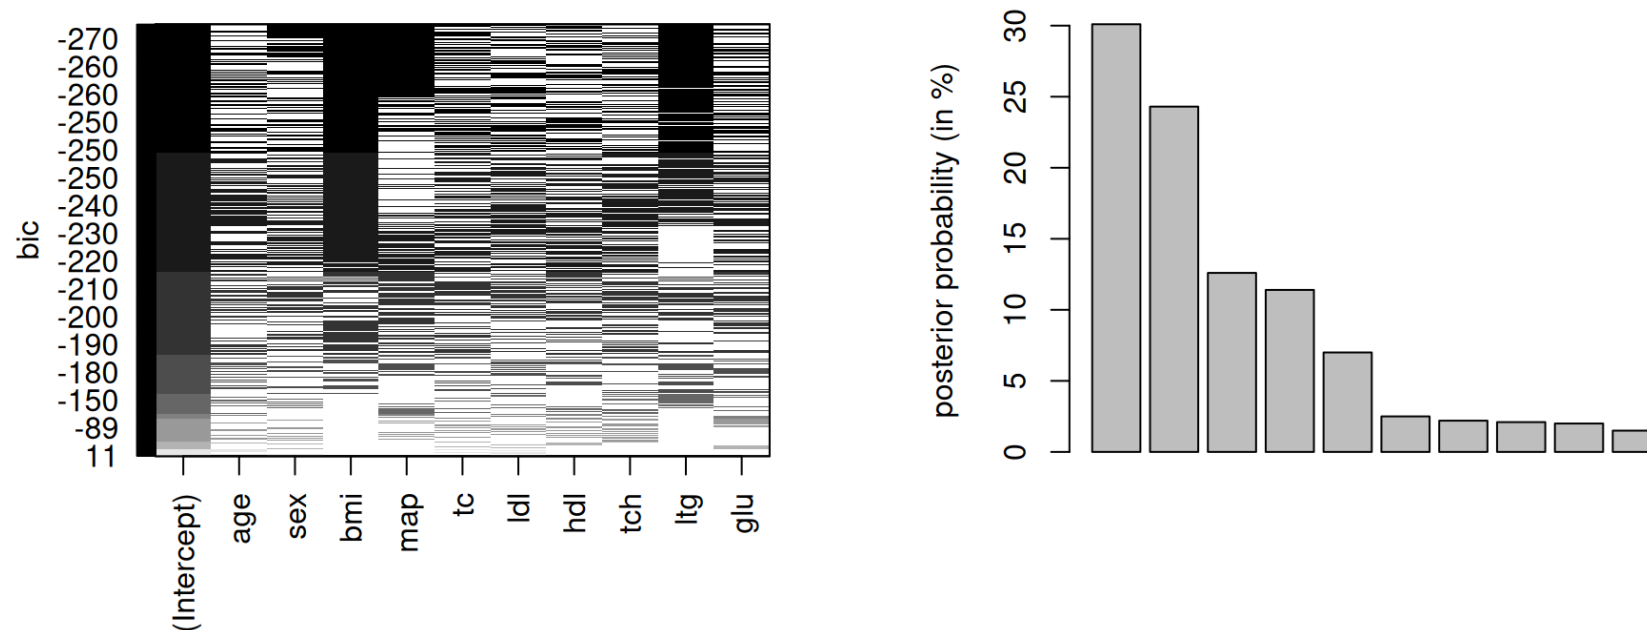 bic
-270
-260
-260
-250
-250
-250
-240
-230
-220
-210
-200
-190
-180
-150
-89
11
(Intercept)
age
sex
bmi
map
tc
ldl
hdl
tch
ltg
glu
posterior probability (in %)
30
25
20
15
10
5
0